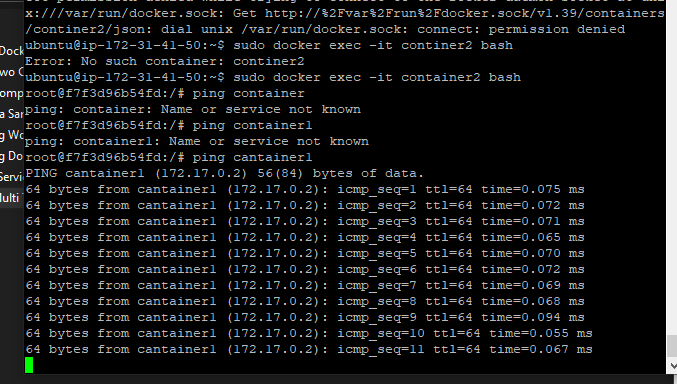 x:///var/run/docker.sock: Get http://%2Fvar%2Frun%2Fdocker.sock/v1.39/containers
/continer2/json: dial unix /var/run/docker.sock: connect: permission denied
ubuntu@ip-172-31-41-50:~$ sudo docker exec -it continer2 bash
Error: No such container: continer2
ubuntu@ip-172-31-41-50:~$ sudo docker exec -it container2 bash
root@f7f3d96b54fd:/# ping container
ping: container: Name or service not known
root@f7f3d96b54fd:/# ping container1
ping: container1: Name or service not known
root@f7f3d96b54fd:/# ping cantainer1
PING cantainer1 (172.17.0.2) 56(84) bytes of data.
64 bytes from cantainer1 (172.17.0.2): icmp_seq=1 ttl=64 time=0.075 ms
64 bytes from cantainer1 (172.17.0.2): icmp_seq=2 ttl=64 time=0.072 ms
64 bytes from cantainer1 (172.17.0.2): icmp_seq=3 ttl=64 time=0.071 ms
64 bytes from cantainer1 (172.17.0.2): icmp_seq=4 ttl=64 time=0.065 ms
64 bytes from cantainer1 (172.17.0.2): icmp_seq=5 ttl=64 time=0.070 ms
64 bytes from cantainer1 (172.17.0.2): icmp_seq=6 ttl=64 time=0.072 ms
64 bytes from cantainer1 (172.17.0.2): icmp_seq=7 ttl=64 time=0.069 ms
64 bytes from cantainer1 (172.17.0.2): icmp_seq=8 ttl=64 time=0.068 ms
64 bytes from cantainer1 (172.17.0.2): icmp_seq=9 ttl=64 time=0.094 ms
64 bytes from cantainer1 (172.17.0.2): icmp_seq=10 ttl=64 time=0.055 ms
64 bytes from cantainer1 (172.17.0.2): icmp_seq=11 ttl=64 time=0.067 ms